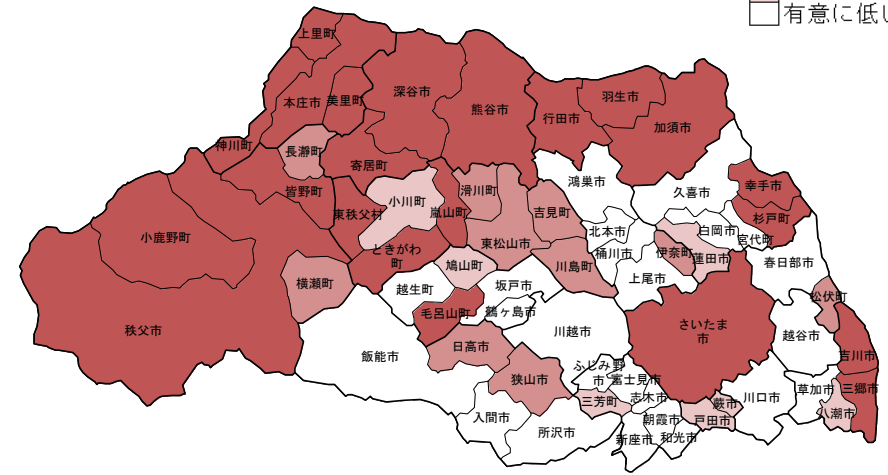 有意に低い
上里町
本庄市
美里町
深谷市
熊谷市
神川町
長瀞町
寄居町
皆野町
東秩父村
小川町
嵐山町
滑川町
吉見町
東松山市
ときがわ
町
小鹿野町
横瀬町
秩父市
行田市
羽生市
加須市
鴻巣市
久喜市
幸手市
杉戸町
白岡市
宮代町
北本市
桶川市
伊奈町
蓮田市
上尾市
春日部市
川島町
鳩山町
越生町
坂戸市
毛呂山町
鶴ヶ島市
川越市
さいたま
市
松伏町
越谷市
吉川市
飯能市
日高市
狭山市
ふじみ野
市
富士見市
三芳町
志木市
入間市
所沢市
新座市
朝霞市
和光市
戸田市
蕨市
川口市
草加市
三郷市
八潮市